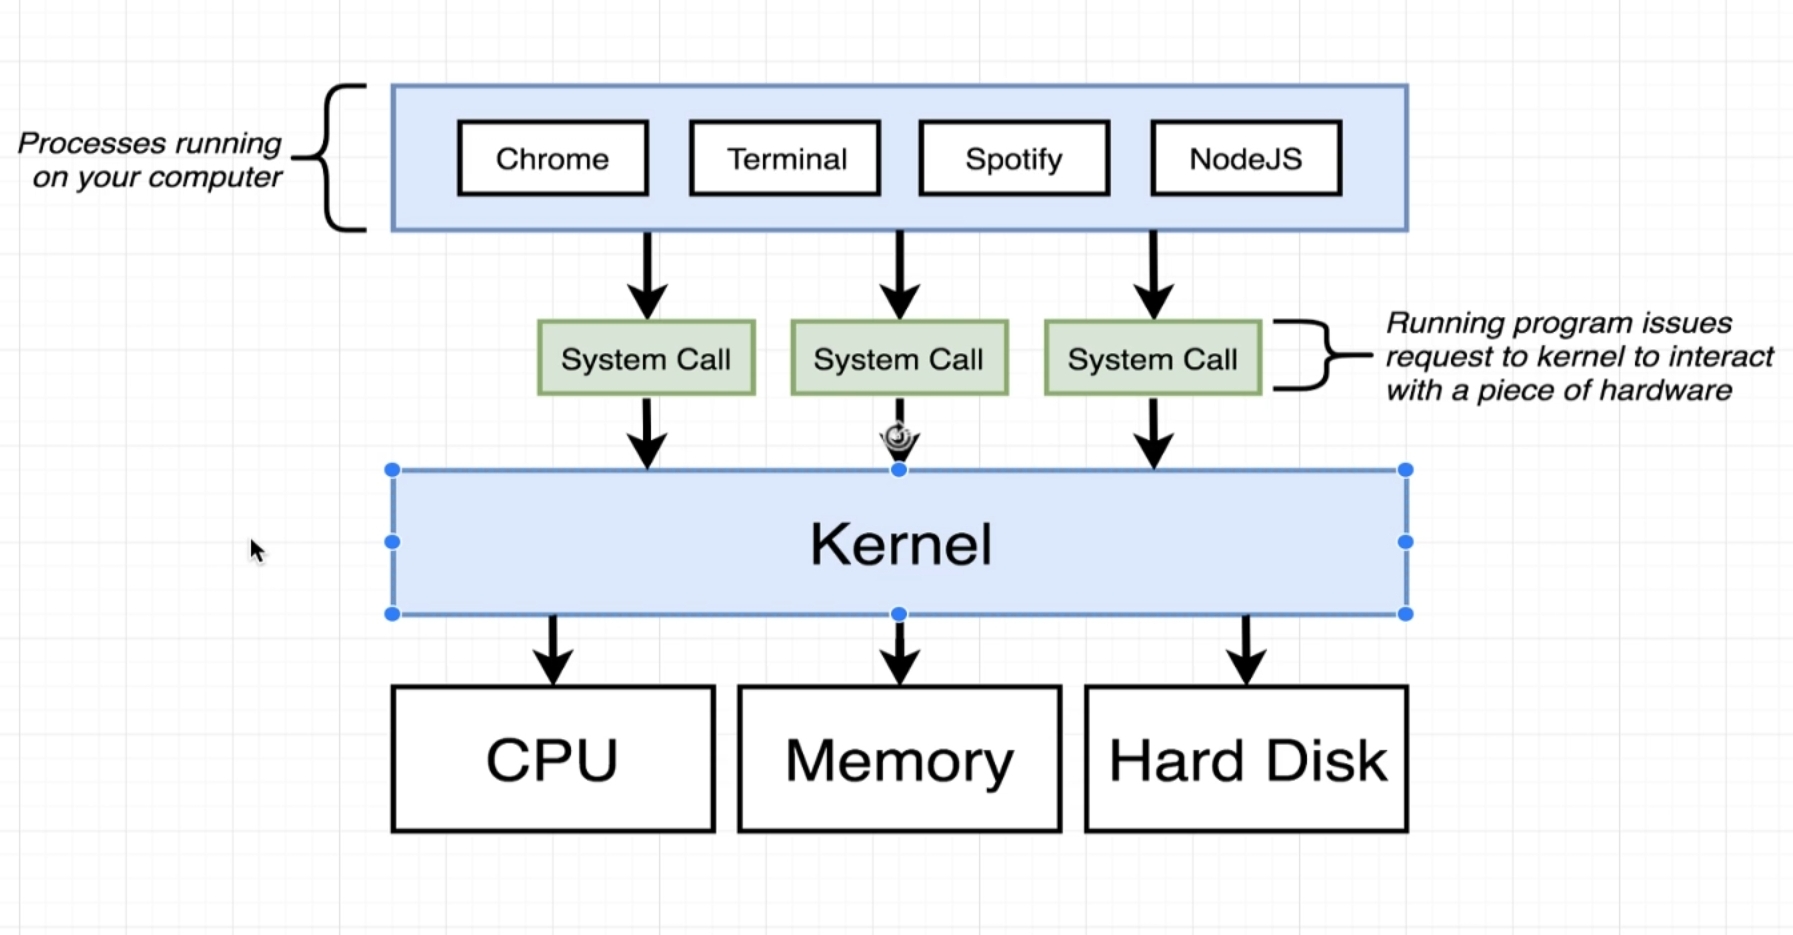 Processes running
on your computer
Chrome
Terminal
Spotify
NodeJS
System Call
System Call
System Call
Running program issues
request to kernel to interact
with a piece of hardware
Kernel
CPU
Memory
Hard Disk